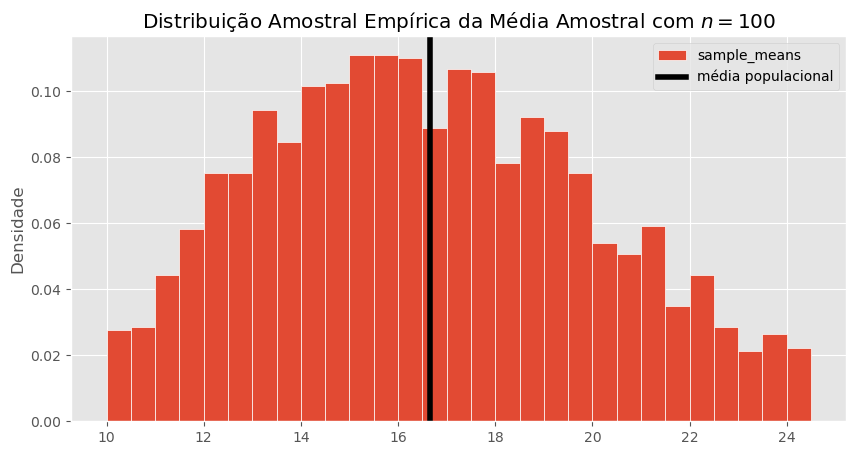 Distribuição Amostral Empírica da Média Amostral com n = 100
sample_means
média populacional
Densidade
0.10
0.08
0.06
0.04
0.02
0.00
10 12 14 16 18 20 22 24